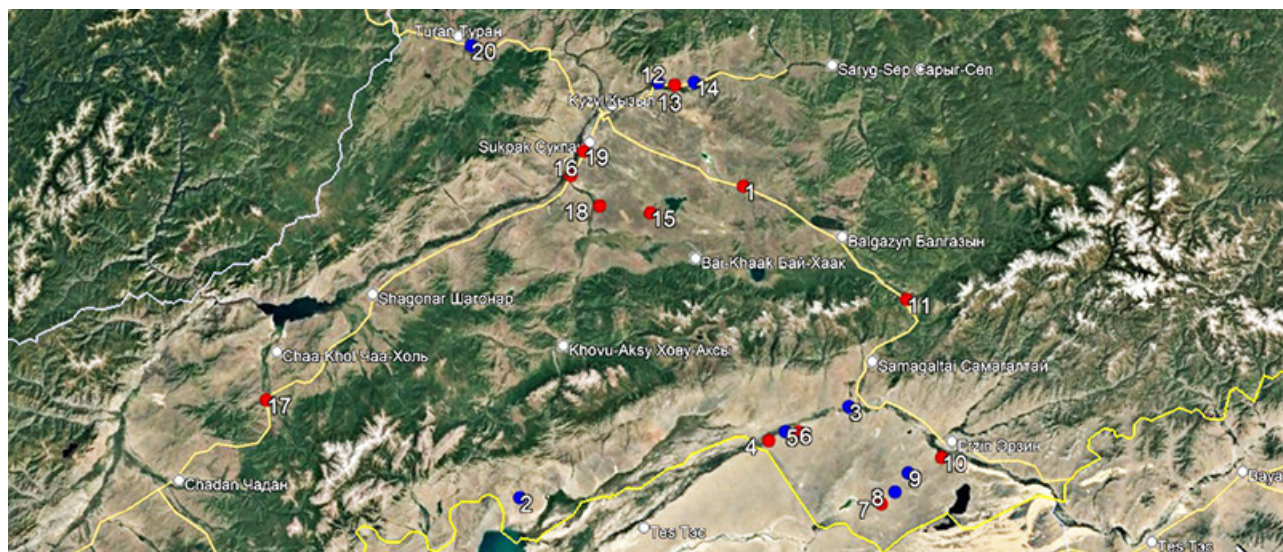 Turan Туран
20
Saryg-Sep Сарыг-Сеп
12
14
13
Kyzyl Кызыл
Sukpak Сукпак
19
16
1
18
15
Balgazyn Балгазын
Bai-Khaak Бай-Хаак
Shagonar Шагонар
11
Chaa-Khol Чаа-Холь
Khovu-Aksy Хову-Аксы
Samagaltai Самагалтай
17
3
4
5
6
Erzin Эрзин
10
Chadan Чадан
9
8
7
2
Tes Тэс
Tes Тэс